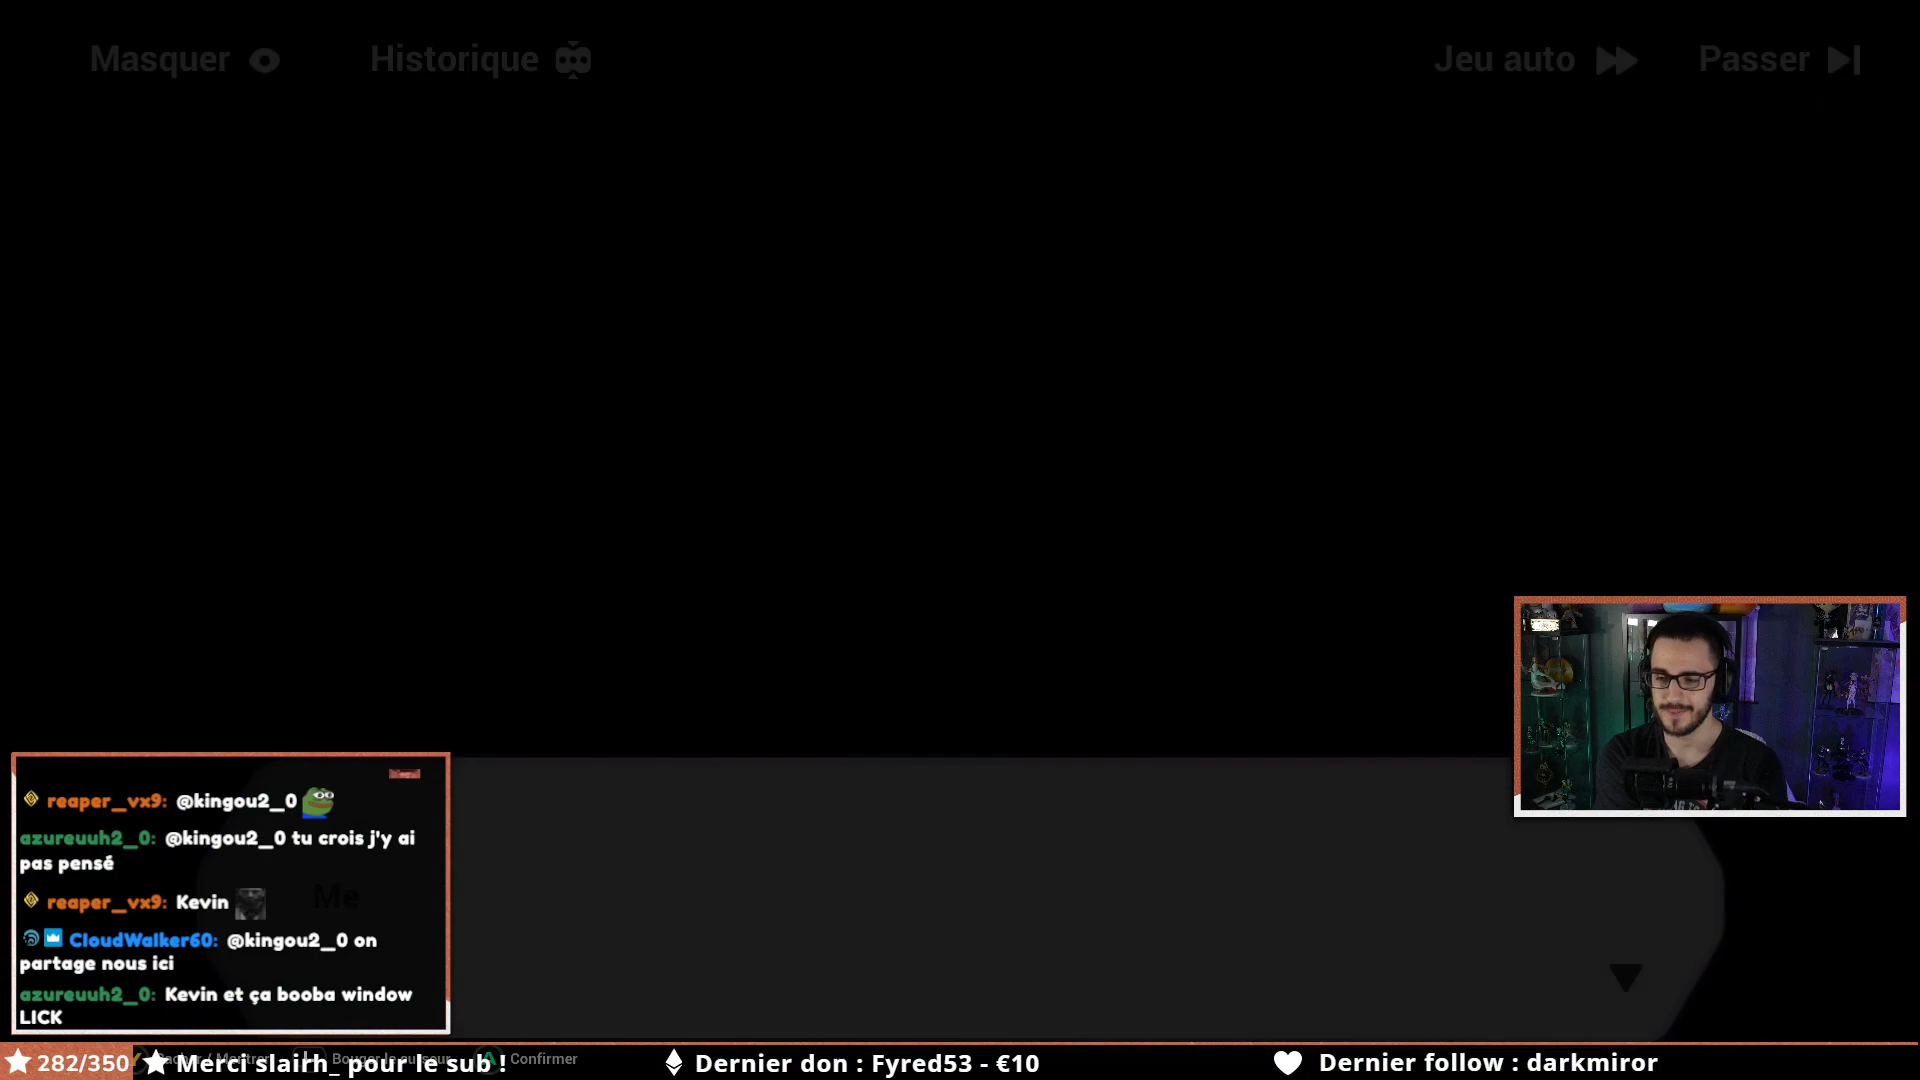 Masquer
Historique
Jeu auto
Passer
reaper_vx9: @kingou2_0
azureuuh2_0: @kingou2_0 tu crois j'y ai
pas pensé
reaper_vx9: Kevin
Me
CloudWalker60: @kingou2_0 on
partage nous ici
azureuuh2_0: Kevin et ça booba window
LICK
282/350
Merci slairh_ pour le sub !
Confirmer
Dernier don : Fyred53 - €10
Dernier follow : darkmiror